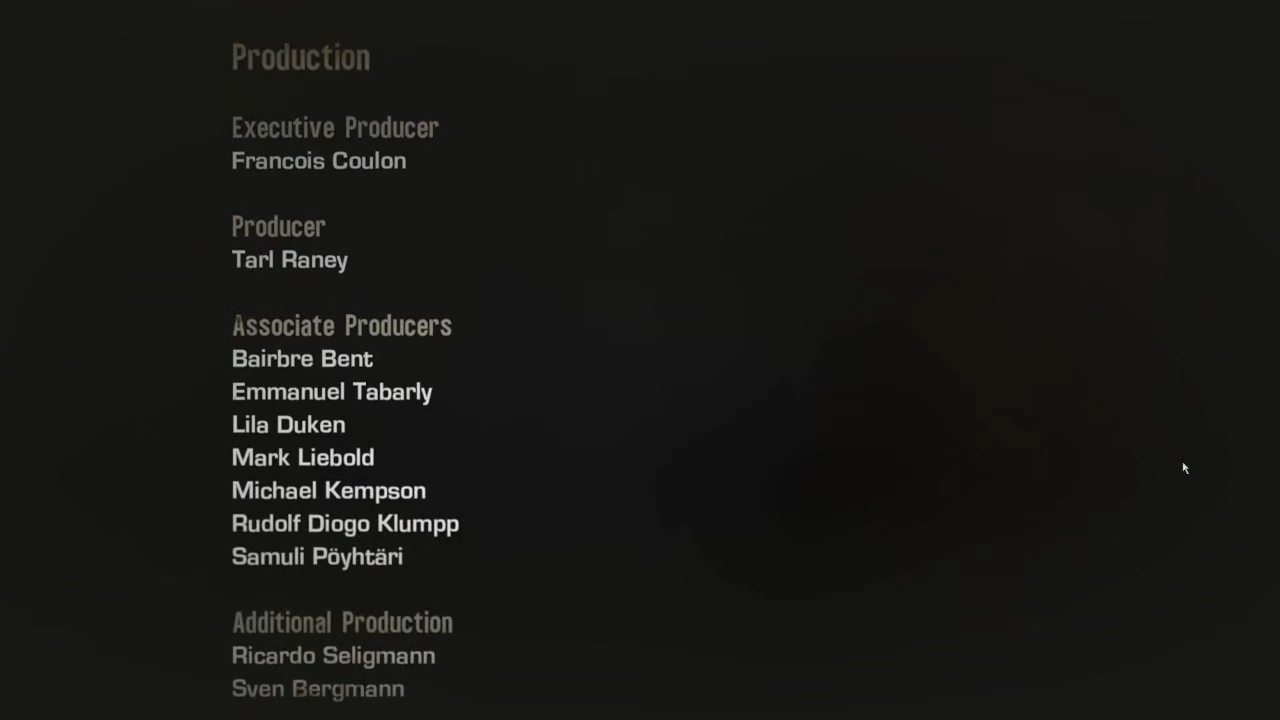 Production
Executive Producer
Francois Coulon
Producer
Tarl Raney
Associate Producers
Bairbre Bent
Emmanuel Tabarly
Lila Duken
Mark Liebold
Michael Kempson
Rudolf Diogo Klumpp
Samuli Pöyhtäri
Additional Production
Ricardo Seligmann
Sven Bergmann